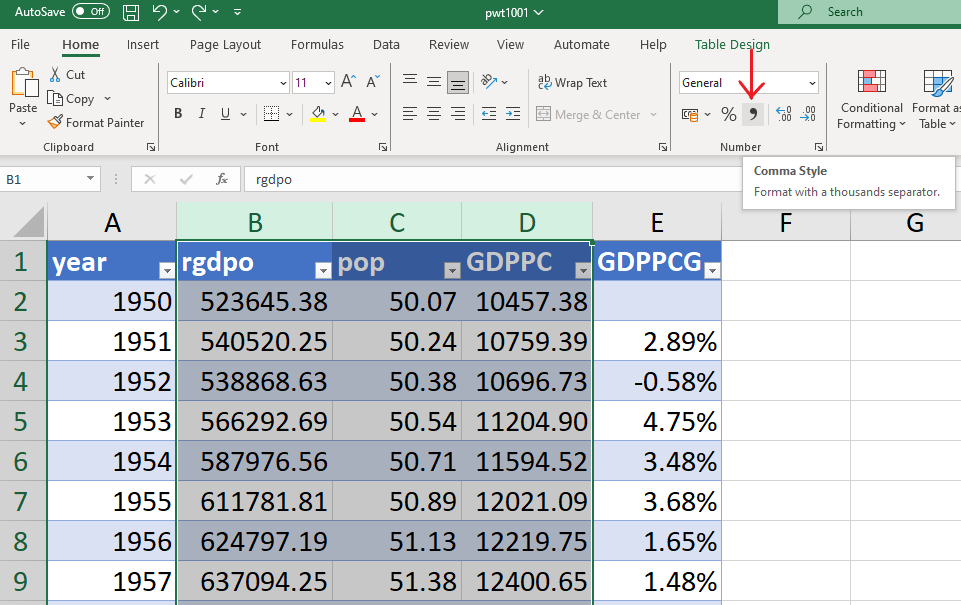 AutoSave Off pwt1001 Search
File Home Insert Page Layout Formulas Data Review View Automate Help Table Design
Paste Cut Copy Format Painter
Clipboard
Calibri 11 A A
B I U A
Font
ab Wrap Text
Merge & Center
Alignment
General
% , .00 .0
Number
Conditional Formatting
Format as Table
Comma Style
Format with a thousands separator.
B1 fx rgdpo
A B C D E F G
1 year rgdpo pop GDPPC GDPPCG
2 1950 523645.38 50.07 10457.38
3 1951 540520.25 50.24 10759.39 2.89%
4 1952 538868.63 50.38 10696.73 -0.58%
5 1953 566292.69 50.54 11204.90 4.75%
6 1954 587976.56 50.71 11594.52 3.48%
7 1955 611781.81 50.89 12021.09 3.68%
8 1956 624797.19 51.13 12219.75 1.65%
9 1957 637094.25 51.38 12400.65 1.48%